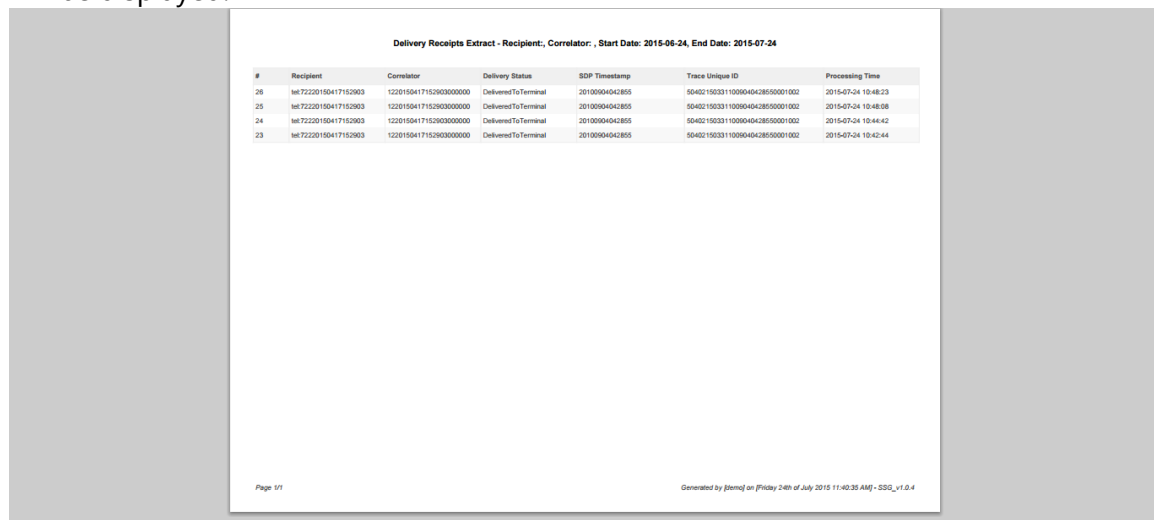 Delivery Receipts Extract - Recipient:, Correlator: , Start Date: 2015-06-24, End Date: 2015-07-24
# Recipient Correlator Delivery Status SDP Timestamp Trace Unique ID Processing Time
26 tel:72220150417152903 1220150417152903000000 DeliveredToTerminal 20100904042855 504021503311009040428550001002 2015-07-24 10:48:23
25 tel:72220150417152903 1220150417152903000000 DeliveredToTerminal 20100904042855 504021503311009040428550001002 2015-07-24 10:48:08
24 tel:72220150417152903 1220150417152903000000 DeliveredToTerminal 20100904042855 504021503311009040428550001002 2015-07-24 10:44:42
23 tel:72220150417152903 1220150417152903000000 DeliveredToTerminal 20100904042855 504021503311009040428550001002 2015-07-24 10:42:44
Page 1/1 Generated by [demo] on [Friday 24th of July 2015 11:40:35 AM] - SSG_v1.0.4